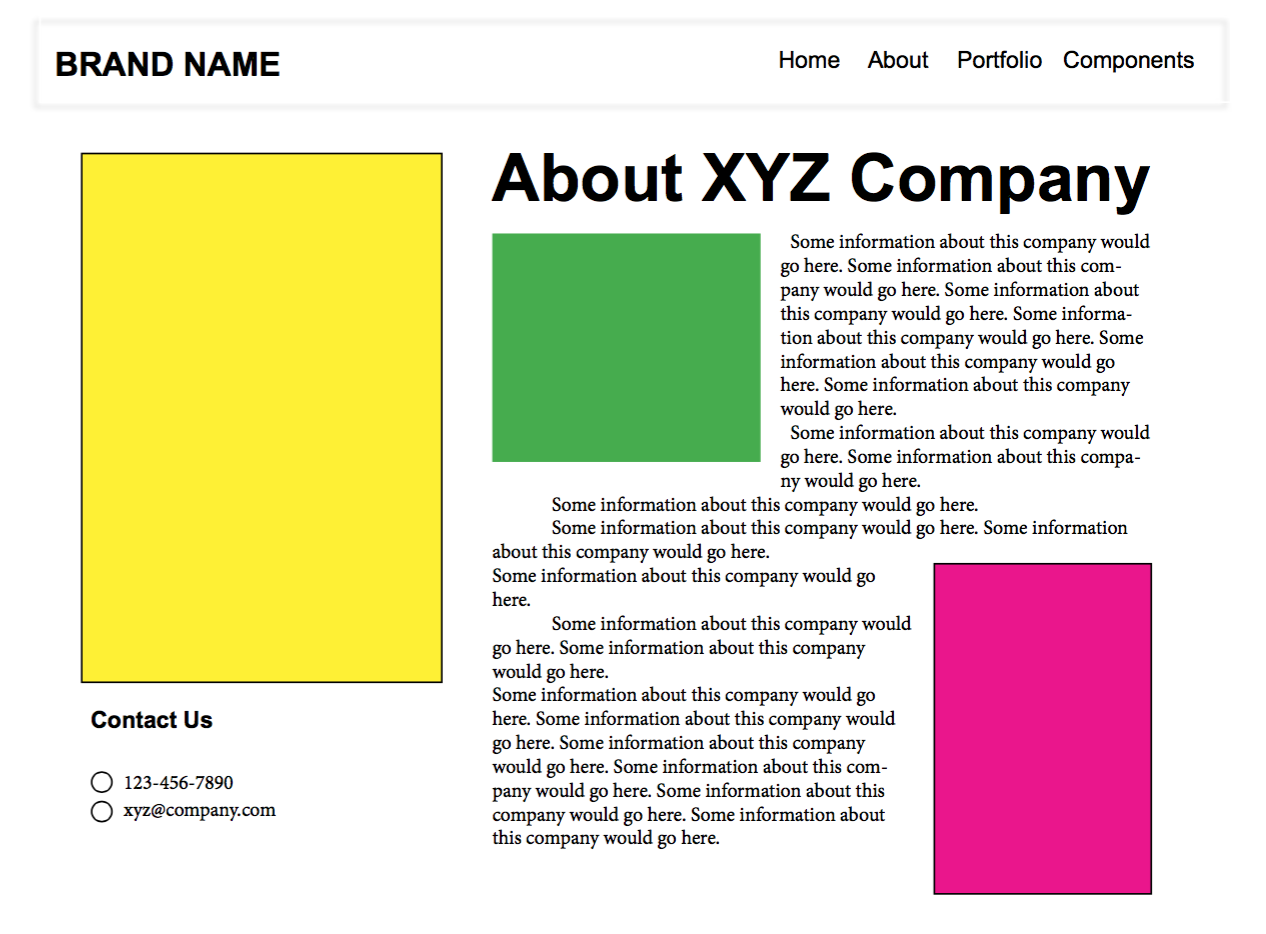 BRAND NAME
Home About Portfolio Components
About XYZ Company
Some information about this company would
go here. Some information about this com-
pany would go here. Some information about
this company would go here. Some informa-
tion about this company would go here. Some
information about this company would go
here. Some information about this company
would go here.
Some information about this company would
go here. Some information about this compa-
ny would go here.
Some information about this company would go here.
Some information about this company would go here. Some information
about this company would go here.
Some information about this company would go
here.
Some information about this company would
go here. Some information about this company
would go here.
Some information about this company would go
here. Some information about this company would
go here. Some information about this company
would go here. Some information about this com-
pany would go here. Some information about this
company would go here. Some information about
this company would go here.
Contact Us
123-456-7890
xyz@company.com